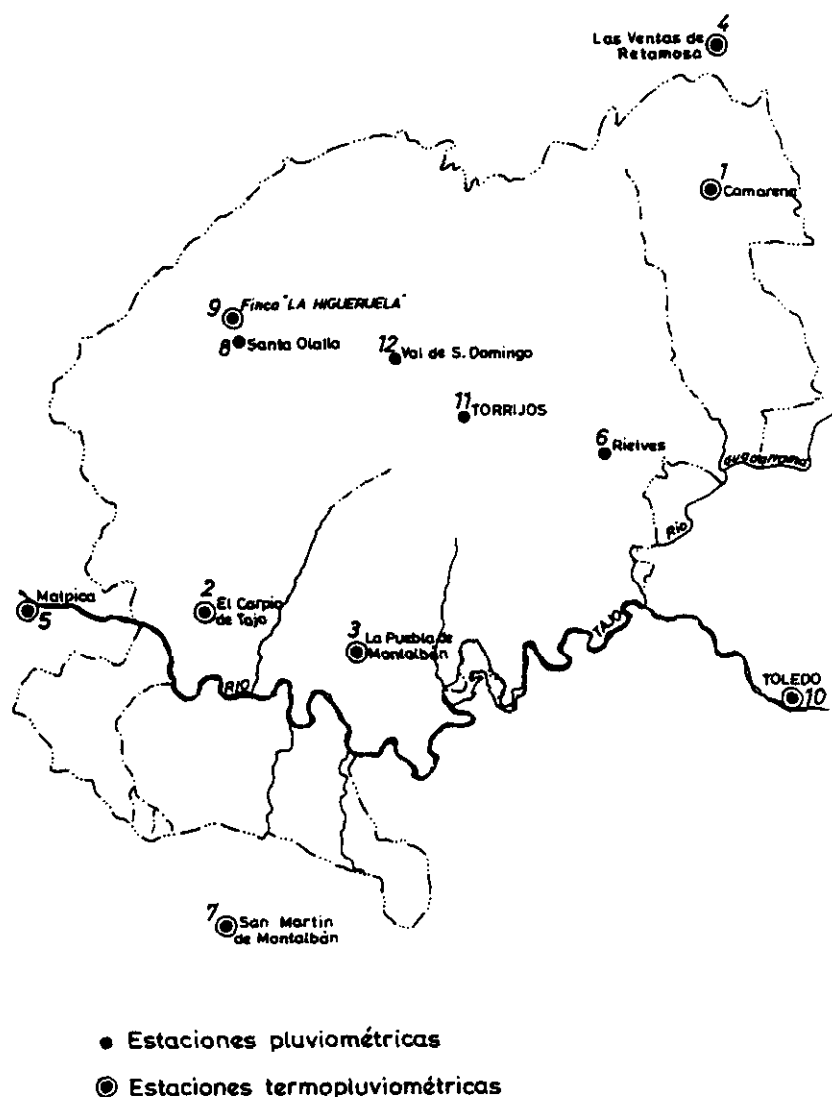 4
Las Ventas de
Retamosa
1
Camarena
9
Finca "LA HIGUERUELA"
8
Santa Olalla
12
Val de S. Domingo
11
TORRIJOS
6
Rielves
Guadarrama
Río
Malpica
5
2
El Carpio
de Tajo
3
La Puebla de
Montalbán
TAJO
RIO
TOLEDO
10
7
San Martin
de Montalbán
Estaciones pluviométricas
Estaciones termopluviométricas